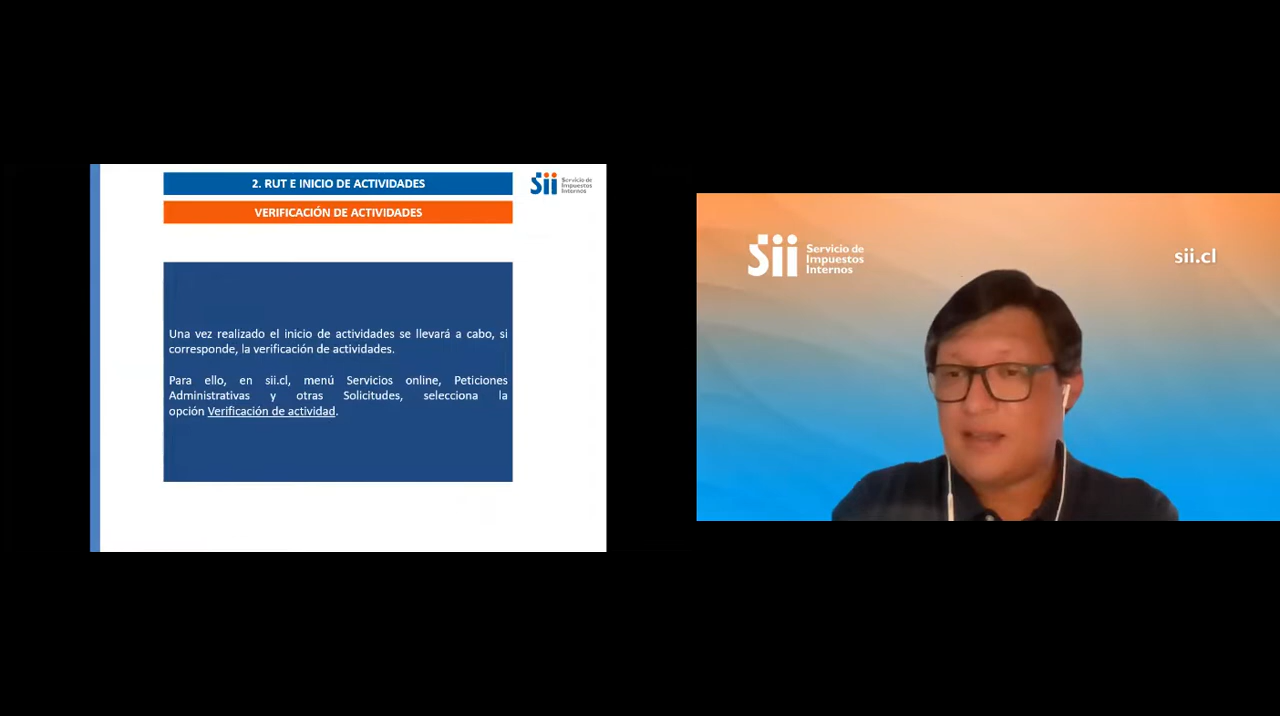 2. RUT E INICIO DE ACTIVIDADES
VERIFICACIÓN DE ACTIVIDADES
Sii Servicio de
Impuestos
Internos
Una vez realizado el inicio de actividades se llevará a cabo, si
corresponde, la verificación de actividades.
Para ello, en sii.cl, menú Servicios online, Peticiones
Administrativas y otras Solicitudes, selecciona la
opción Verificación de actividad.
Sii Servicio de
Impuestos
Internos
sii.cl